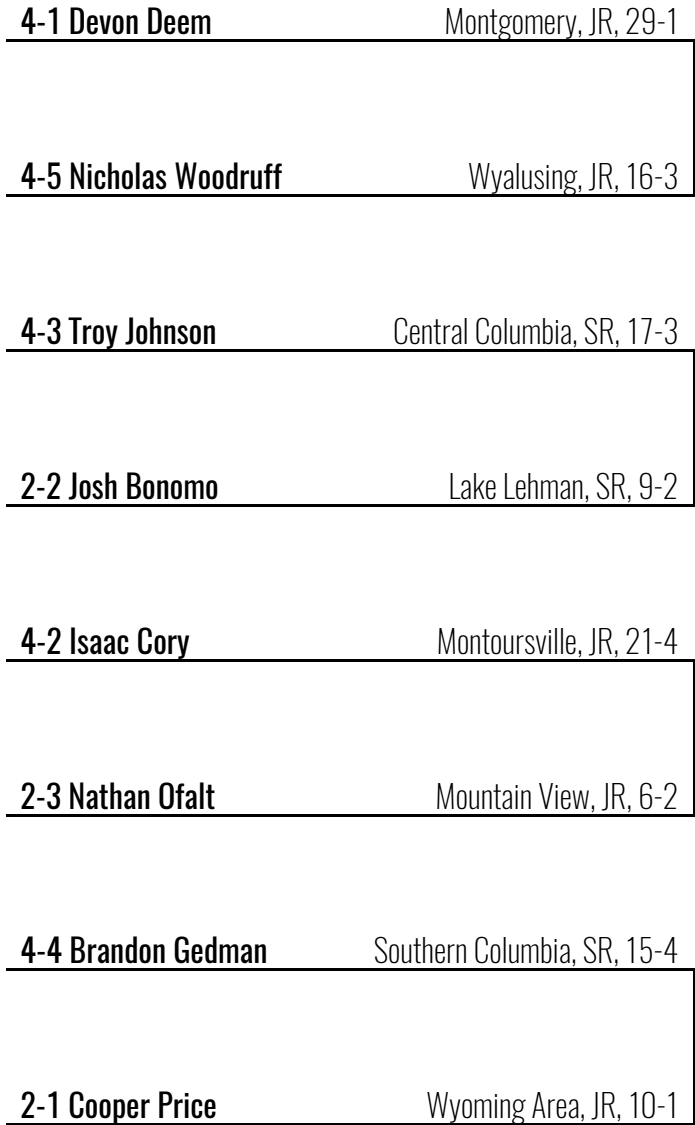 4-1 Devon Deem Montgomery, JR, 29-1
4-5 Nicholas Woodruff Wyalusing, JR, 16-3
4-3 Troy Johnson Central Columbia, SR, 17-3
2-2 Josh Bonomo Lake Lehman, SR, 9-2
4-2 Isaac Cory Montoursville, JR, 21-4
2-3 Nathan Ofalt Mountain View, JR, 6-2
4-4 Brandon Gedman Southern Columbia, SR, 15-4
2-1 Cooper Price Wyoming Area, JR, 10-1